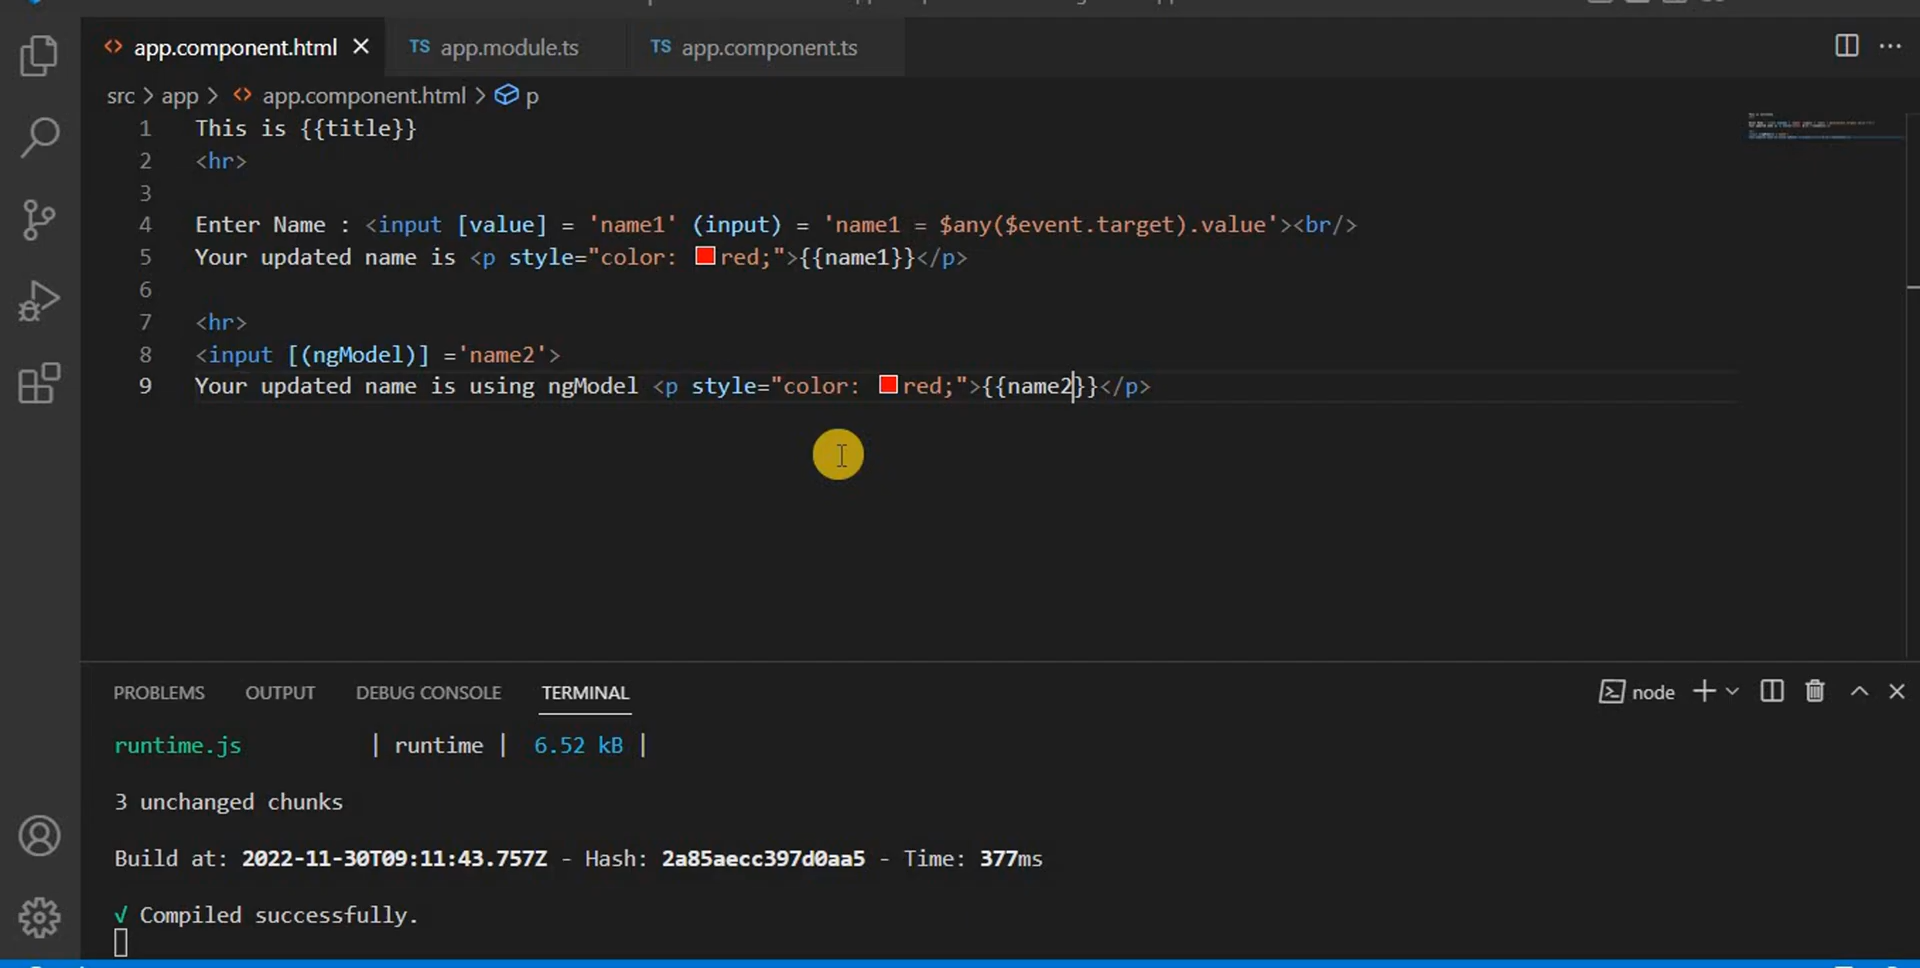 app.component.html
TS app.module.ts
TS app.component.ts
src > app > app.component.html > p
1 This is {{title}}
2 <hr>
3
4 Enter Name : <input [value] = 'name1' (input) = 'name1 = $any($event.target).value'><br/>
5 Your updated name is <p style="color: red;">{{name1}}</p>
6
7 <hr>
8 <input [(ngModel)] ='name2'>
9 Your updated name is using ngModel <p style="color: red;">{{name2}}</p>
PROBLEMS OUTPUT DEBUG CONSOLE TERMINAL
node
runtime.js | runtime | 6.52 kB |
3 unchanged chunks
Build at: 2022-11-30T09:11:43.757Z - Hash: 2a85aecc397d0aa5 - Time: 377ms
√ Compiled successfully.